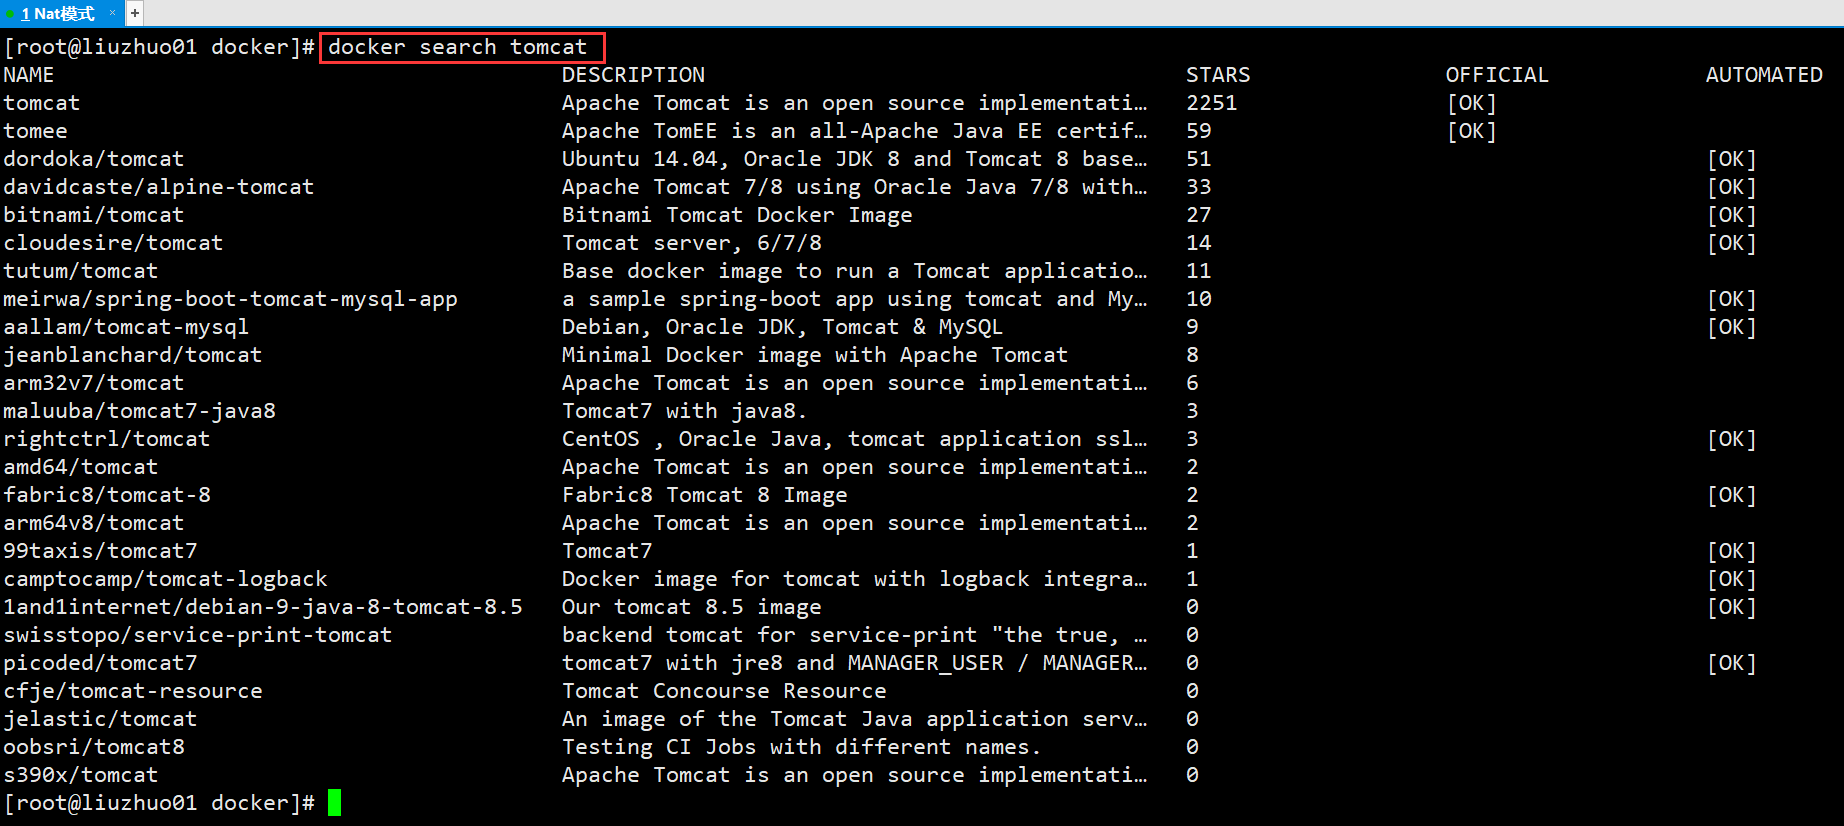 1 Nat模式 × +
[root@liuzhuo01 docker]# docker search tomcat
NAME DESCRIPTION STARS OFFICIAL AUTOMATED
tomcat Apache Tomcat is an open source implementati… 2251 [OK]
tomee Apache TomEE is an all-Apache Java EE certif… 59 [OK]
dordoka/tomcat Ubuntu 14.04, Oracle JDK 8 and Tomcat 8 base… 51 [OK]
davidcaste/alpine-tomcat Apache Tomcat 7/8 using Oracle Java 7/8 with… 33 [OK]
bitnami/tomcat Bitnami Tomcat Docker Image 27 [OK]
cloudesire/tomcat Tomcat server, 6/7/8 14 [OK]
tutum/tomcat Base docker image to run a Tomcat applicatio… 11
meirwa/spring-boot-tomcat-mysql-app a sample spring-boot app using tomcat and My… 10 [OK]
aallam/tomcat-mysql Debian, Oracle JDK, Tomcat & MySQL 9 [OK]
jeanblanchard/tomcat Minimal Docker image with Apache Tomcat 8
arm32v7/tomcat Apache Tomcat is an open source implementati… 6
maluuba/tomcat7-java8 Tomcat7 with java8. 3
rightctrl/tomcat CentOS , Oracle Java, tomcat application ssl… 3 [OK]
amd64/tomcat Apache Tomcat is an open source implementati… 2
fabric8/tomcat-8 Fabric8 Tomcat 8 Image 2 [OK]
arm64v8/tomcat Apache Tomcat is an open source implementati… 2
99taxis/tomcat7 Tomcat7 1 [OK]
camptocamp/tomcat-logback Docker image for tomcat with logback integra… 1 [OK]
1and1internet/debian-9-java-8-tomcat-8.5 Our tomcat 8.5 image 0 [OK]
swisstopo/service-print-tomcat backend tomcat for service-print "the true, … 0
picoded/tomcat7 tomcat7 with jre8 and MANAGER_USER / MANAGER… 0 [OK]
cfje/tomcat-resource Tomcat Concourse Resource 0
jelastic/tomcat An image of the Tomcat Java application serv… 0
oobsri/tomcat8 Testing CI Jobs with different names. 0
s390x/tomcat Apache Tomcat is an open source implementati… 0
[root@liuzhuo01 docker]#